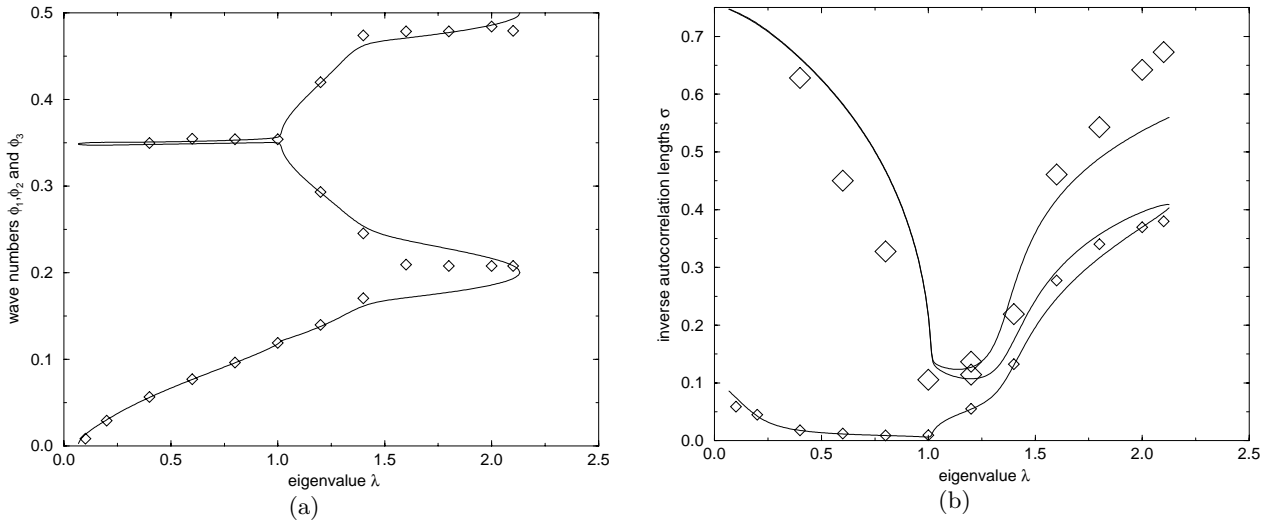 0.5
0.4
0.3
0.2
0.1
0.0
wave numbers ϕ₁,ϕ₂ and ϕ₃
0.0 0.5 1.0 1.5 2.0 2.5
eigenvalue λ
(a)
0.7
0.6
0.5
0.4
0.3
0.2
0.1
0.0
inverse autocorrelation lengths σ
0.0 0.5 1.0 1.5 2.0 2.5
eigenvalue λ
(b)